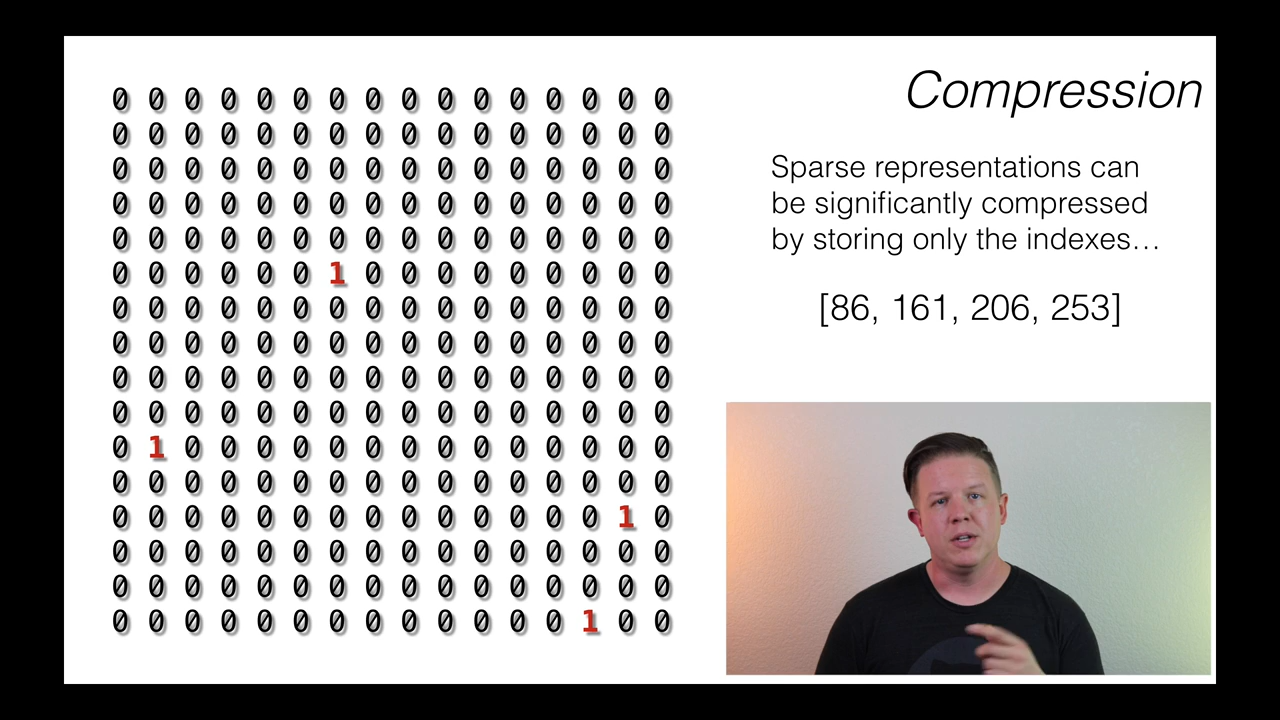 0 0 0 0 0 0 0 0 0 0 0 0 0 0 0 0
0 0 0 0 0 0 0 0 0 0 0 0 0 0 0 0
0 0 0 0 0 0 0 0 0 0 0 0 0 0 0 0
0 0 0 0 0 0 0 0 0 0 0 0 0 0 0 0
0 0 0 0 0 0 0 0 0 0 0 0 0 0 0 0
0 0 0 0 0 0 1 0 0 0 0 0 0 0 0 0
0 0 0 0 0 0 0 0 0 0 0 0 0 0 0 0
0 0 0 0 0 0 0 0 0 0 0 0 0 0 0 0
0 0 0 0 0 0 0 0 0 0 0 0 0 0 0 0
0 0 0 0 0 0 0 0 0 0 0 0 0 0 0 0
0 1 0 0 0 0 0 0 0 0 0 0 0 0 0 0
0 0 0 0 0 0 0 0 0 0 0 0 0 0 0 0
0 0 0 0 0 0 0 0 0 0 0 0 0 0 1 0
0 0 0 0 0 0 0 0 0 0 0 0 0 0 0 0
0 0 0 0 0 0 0 0 0 0 0 0 0 0 0 0
0 0 0 0 0 0 0 0 0 0 0 0 0 1 0 0
Compression
Sparse representations can
be significantly compressed
by storing only the indexes…
[86, 161, 206, 253]